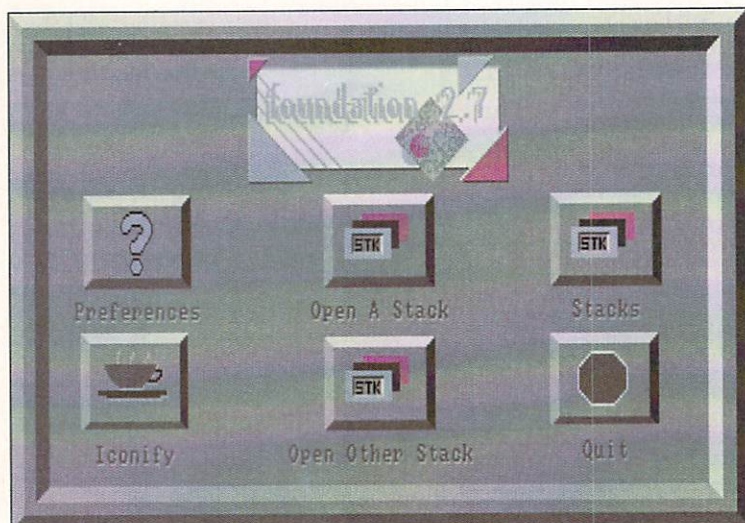 foundation 2.7
STK
STK
Preferences
Open A Stack
Stacks
STK
Iconify
Open Other Stack
Quit